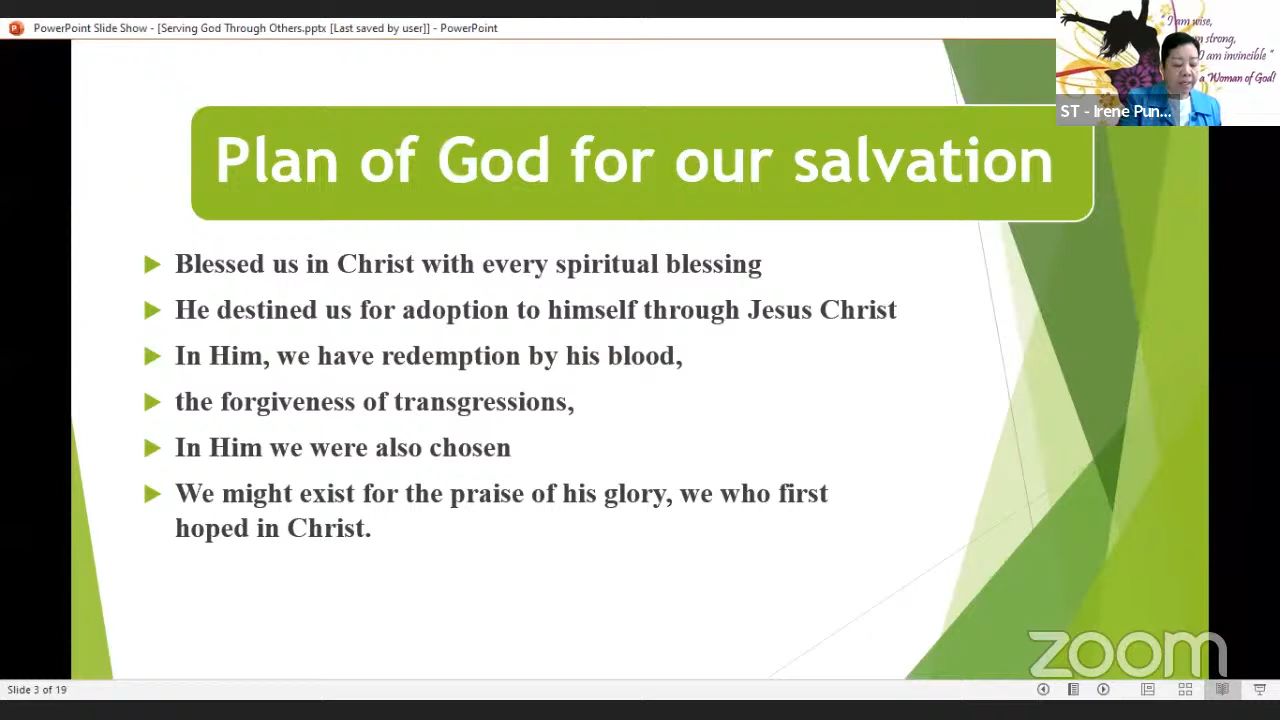 PowerPoint Slide Show - [Serving God Through Others.pptx [Last saved by user]] - PowerPoint
"I am wise,
strong,
I am invincible"
a Woman of God!
ST - Irene Pun...
Plan of God for our salvation
Blessed us in Christ with every spiritual blessing
He destined us for adoption to himself through Jesus Christ
In Him, we have redemption by his blood,
the forgiveness of transgressions,
In Him we were also chosen
We might exist for the praise of his glory, we who first
hoped in Christ.
zoom
Slide 3 of 19